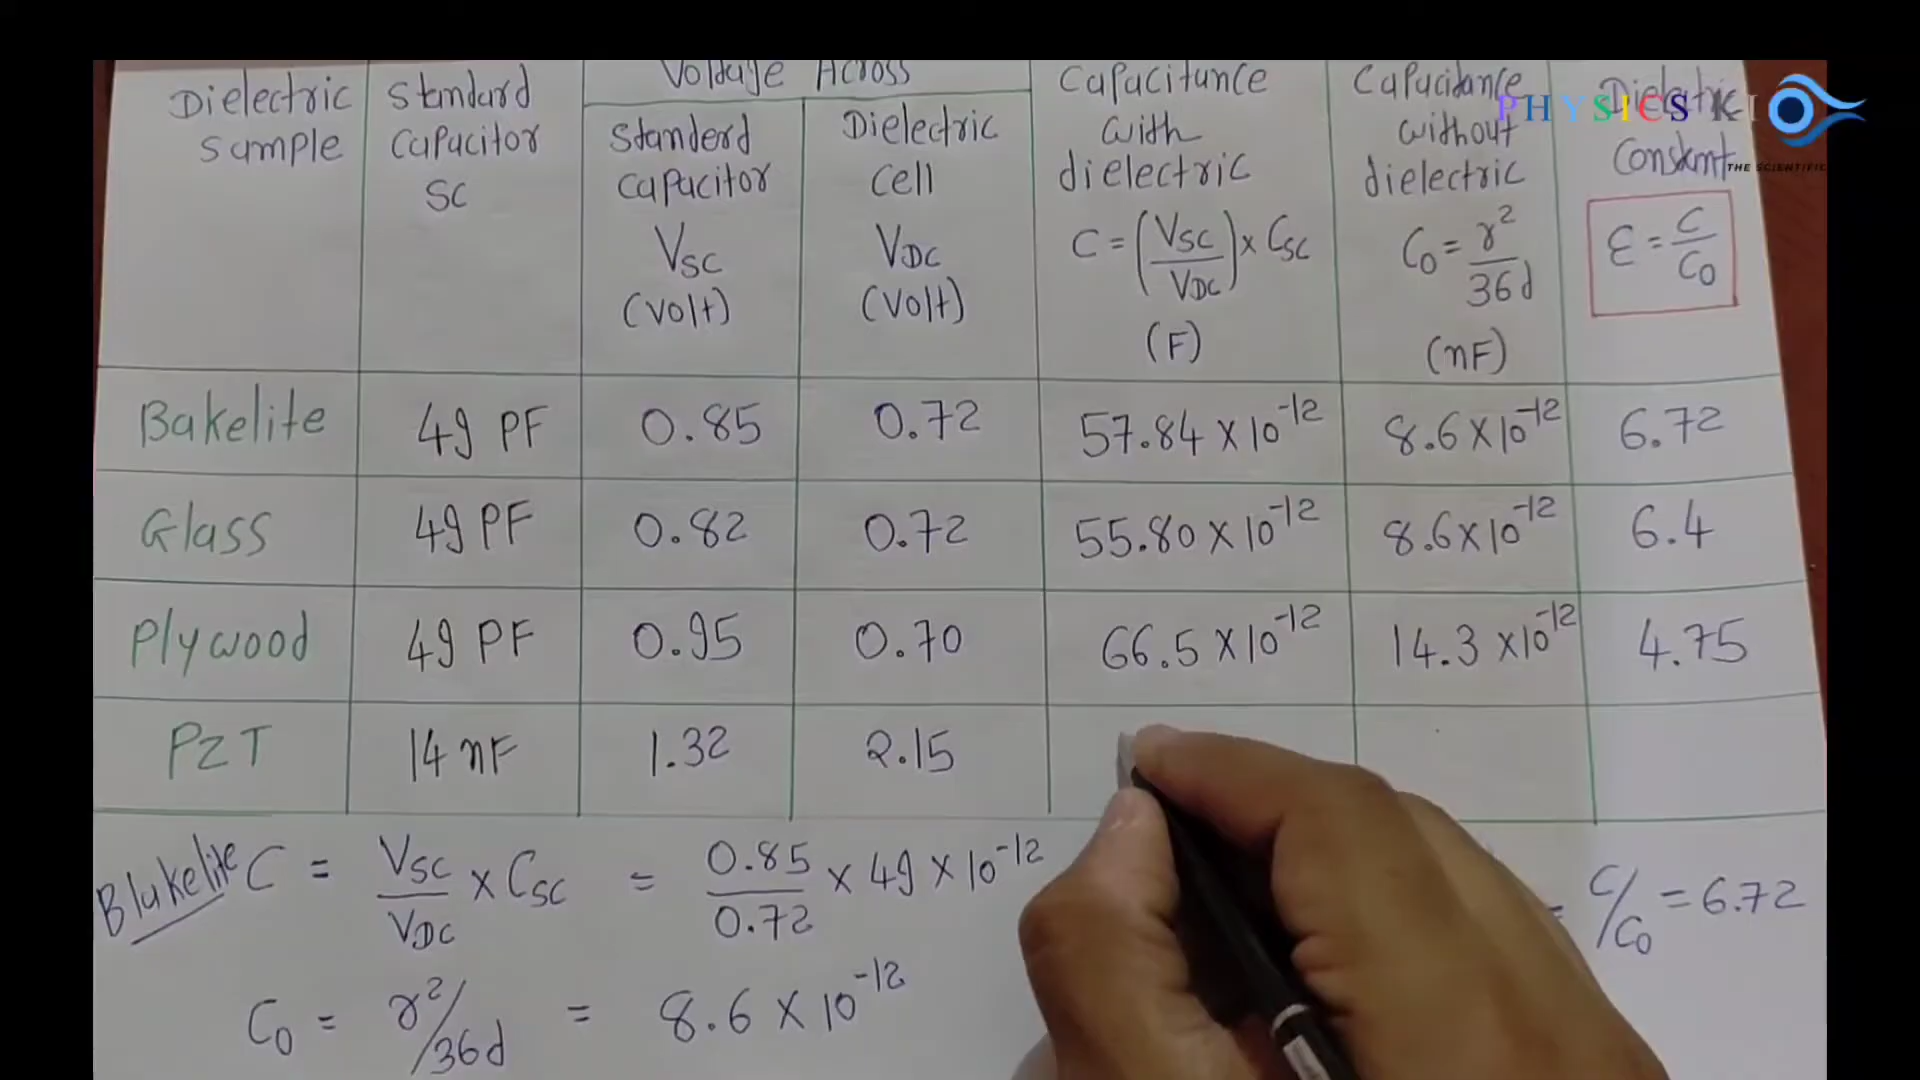 Voltage Across
Dielectric sample
Standard Capacitor SC
Standerd Capacitor VSC (Volt)
Dielectric Cell VDC (Volt)
Capacitance with dielectric C = (VSC/VDC) × CSC (F)
Capacitance without dielectric C0 = r²/36d (nF)
Dielectric Constant ε = C/C0
PHYSICS KI
THE SCIENTIFIC
Bakelite 49 PF 0.85 0.72 57.84 × 10⁻¹² 8.6 × 10⁻¹² 6.72
Glass 49 PF 0.82 0.72 55.80 × 10⁻¹² 8.6 × 10⁻¹² 6.4
Plywood 49 PF 0.95 0.70 66.5 × 10⁻¹² 14.3 × 10⁻¹² 4.75
PZT 14 nF 1.32 2.15
Blakelite C = VSC/VDC × CSC = 0.85/0.72 × 49 × 10⁻¹² = C/C0 = 6.72
C0 = r²/36d = 8.6 × 10⁻¹²